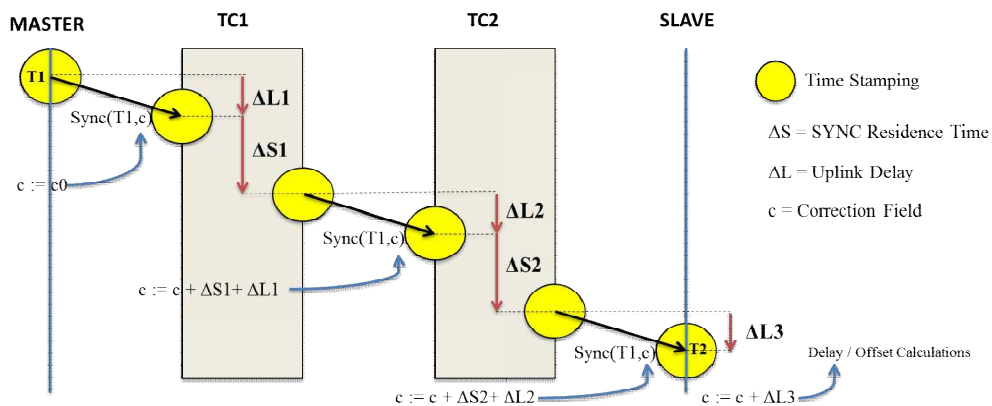 MASTER
TC1
TC2
SLAVE
T1
Sync(T1,c)
ΔL1
ΔS1
c := c0
Time Stamping
ΔS = SYNC Residence Time
ΔL = Uplink Delay
c = Correction Field
ΔL2
Sync(T1,c)
ΔS2
c := c + ΔS1+ ΔL1
ΔL3
T2
Sync(T1,c)
Delay / Offset Calculations
c := c + ΔS2+ ΔL2
c := c + ΔL3